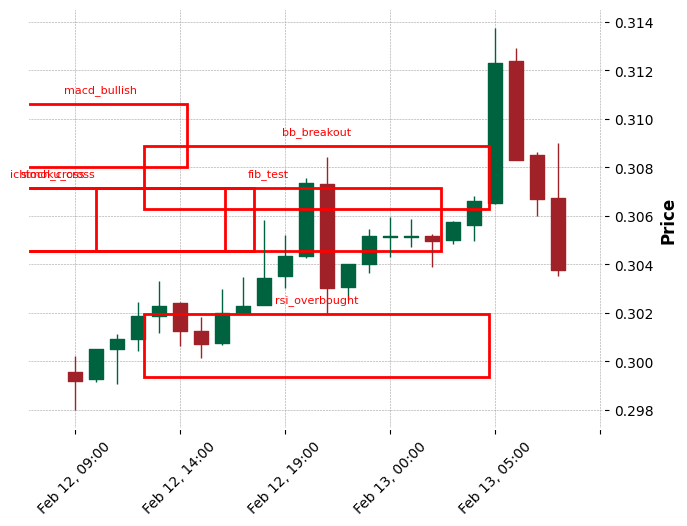 0.314
0.312
0.310
0.308
0.306
0.304
0.302
0.300
0.298
Price
macd_bullish
bb_breakout
fib_test
rsi_overbought
Feb 12, 09:00
Feb 12, 14:00
Feb 12, 19:00
Feb 13, 00:00
Feb 13, 05:00